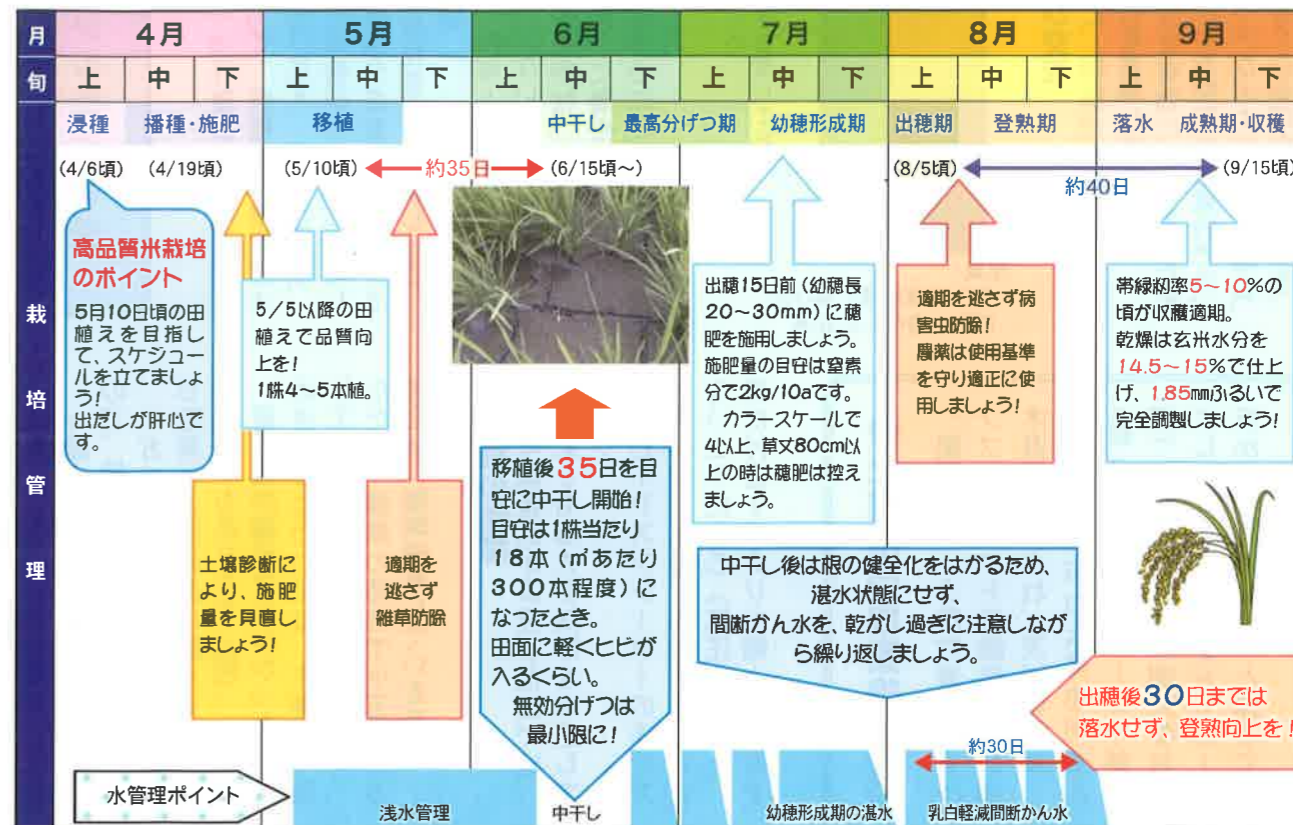 月 4月 5月 6月 7月 8月 9月
旬 上 中 下 上 中 下 上 中 下 上 中 下 上 中 下 上 中 下
栽培管理
浸種 播種・施肥 移植 中干し 最高分げつ期 幼穂形成期 出穂期 登熟期 落水 成熟期・収穫
(4/6頃) (4/19頃) (5/10頃) 約35日 (6/15頃～) (8/5頃) 約40日 (9/15頃)
高品質米栽培
のポイント
5月10日頃の田
植えを目指し
て、スケジュー
ルを立てましょ
う!
出だしが肝心で
す。
土壌診断に
より、施肥
量を見直し
ましょう!
5/5以降の田
植えで品質向
上を!
1株4～5本植。
適期を
逃さず
雑草防除
移植後35日を目
安に中干し開始!
目安は1株当たり
18本(㎡あたり
300本程度)に
なったとき。
田面に軽くヒビが
入るくらい。
無効分げつは
最小限に!
出穂15日前(幼穂長
20～30mm)に穂
肥を施用しましょう。
施肥量の目安は窒素
分で2kg/10aです。
カラースケールで
4以上、草丈80cm以
上の時は穂肥は控え
ましょう。
適期を逃さず病
害虫防除!
農薬は使用基準
を守り適正に使
用しましょう!
帯緑籾率5～10%の
頃が収穫適期。
乾燥は玄米水分を
14.5～15%で仕上
げ、1.85mmふるいで
完全調製しましょう!
中干し後は根の健全化をはかるため、
湛水状態にせず、
間断かん水を、乾かし過ぎに注意しなが
ら繰り返しましょう。
出穂後30日までは
落水せず、登熟向上を!
約30日
水管理ポイント
浅水管理 中干し 幼穂形成期の湛水 乳白軽減間断かん水